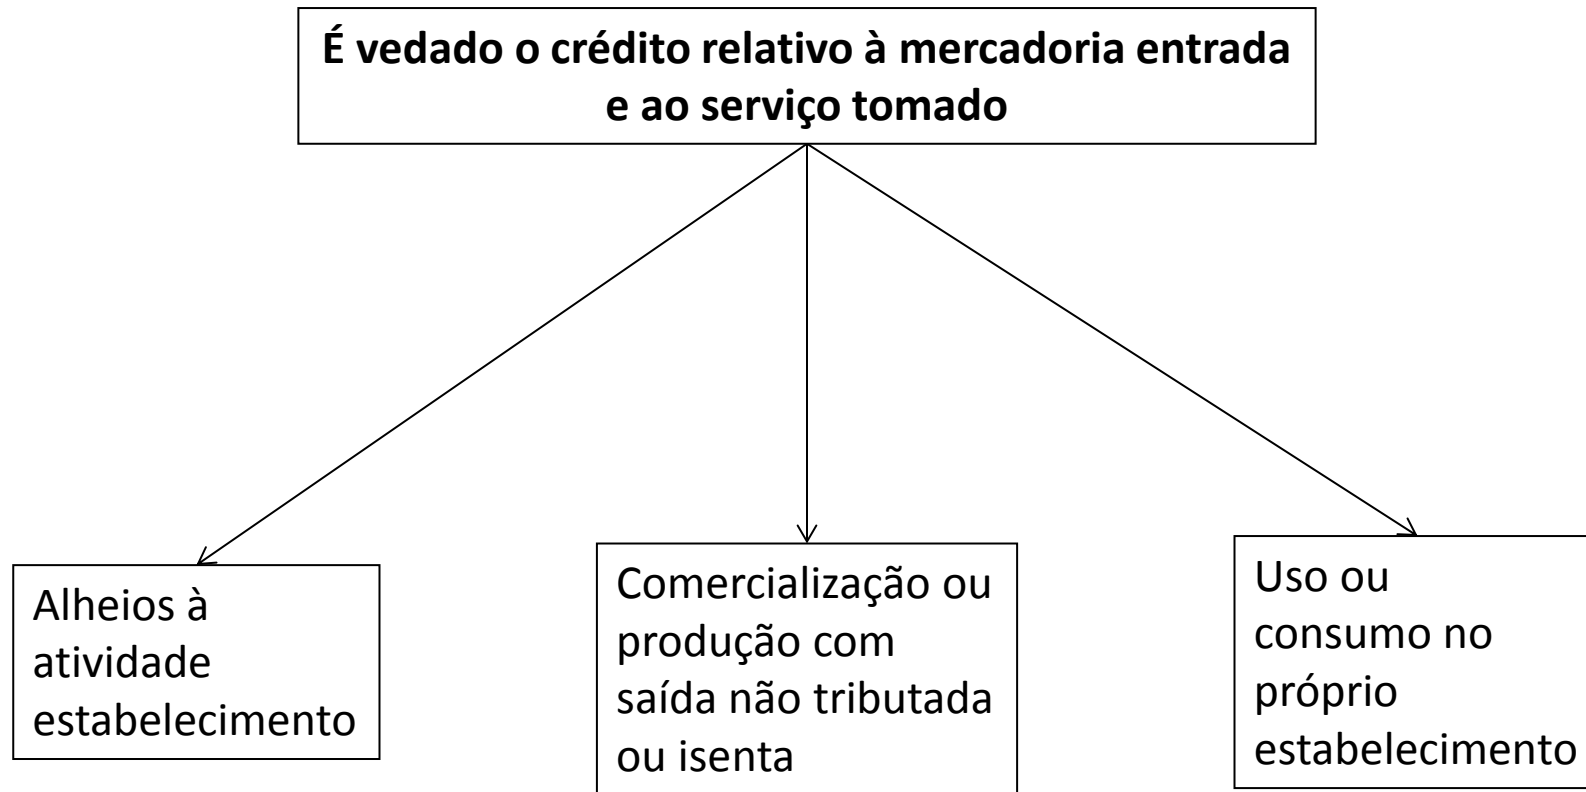 É vedado o crédito relativo à mercadoria entrada
e ao serviço tomado
Alheios à
atividade
estabelecimento
Comercialização ou
produção com
saída não tributada
ou isenta
Uso ou
consumo no
próprio
estabelecimento